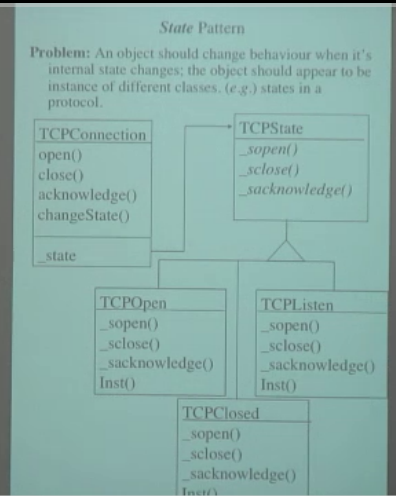 State Pattern
Problem: An object should change behaviour when it's
internal state changes; the object should appear to be
instance of different classes, (e.g.) states in a
protocol.
TCPConnection
open()
close()
acknowledge()
changeState()
_state
TCPState
_sopen()
_sclose()
_sacknowledge()
TCPOpen
_sopen()
_sclose()
_sacknowledge()
Inst()
TCPListen
_sopen()
_sclose()
_sacknowledge()
Inst()
TCPClosed
_sopen()
_sclose()
_sacknowledge()
Inst()